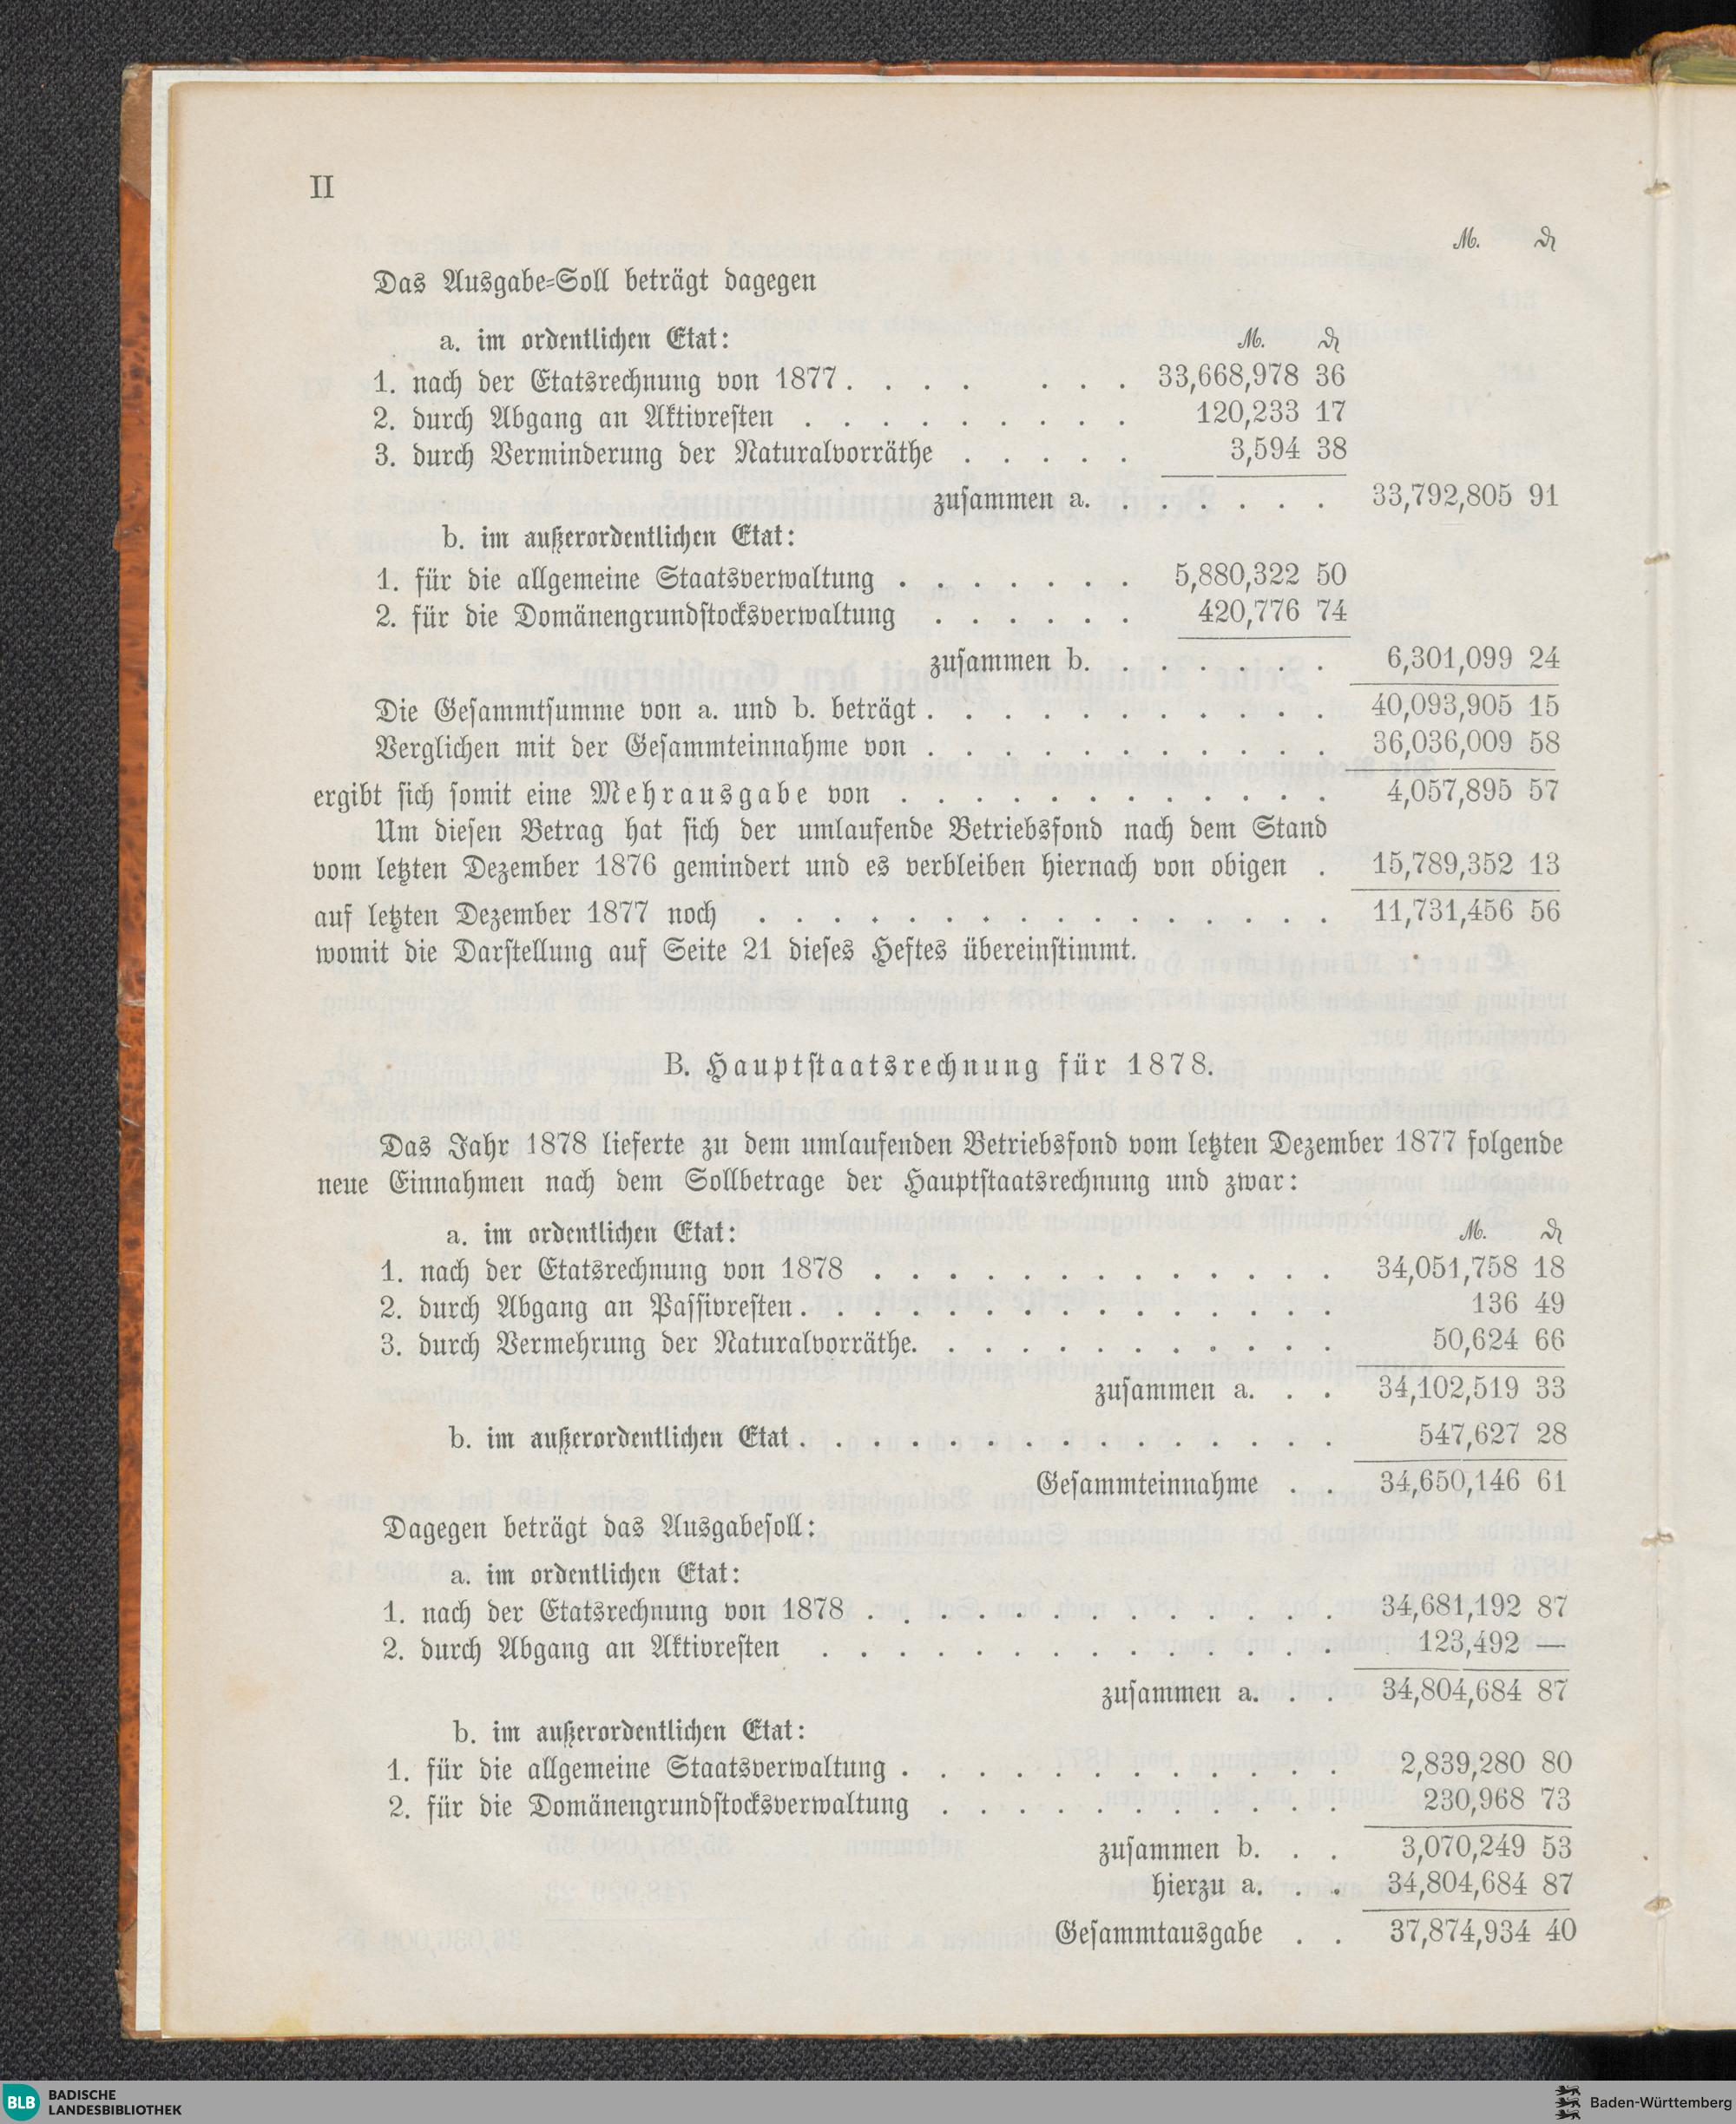 II
M. ₰
Das Ausgabe=Soll beträgt dagegen
a. im ordentlichen Etat: M. ₰
1. nach der Etatsrechnung von 1877 . . . . . . . 33,668,978 36
2. durch Abgang an Aktivresten . . . . . . . . . 120,233 17
3. durch Verminderung der Naturalvorräthe . . . . . 3,594 38
zusammen a. . . . . . . 33,792,805 91
b. im außerordentlichen Etat:
1. für die allgemeine Staatsverwaltung . . . . . . . 5,880,322 50
2. für die Domänengrundstocksverwaltung . . . . . . 420,776 74
zusammen b. . . . . . . 6,301,099 24
Die Gesammtsumme von a. und b. beträgt . . . . . . . . . . . 40,093,905 15
Verglichen mit der Gesammteinnahme von . . . . . . . . . . . 36,036,009 58
ergibt sich somit eine Mehrausgabe von . . . . . . . . . . . . 4,057,895 57
Um diesen Betrag hat sich der umlaufende Betriebsfond nach dem Stand
vom letzten Dezember 1876 gemindert und es verbleiben hiernach von obigen . 15,789,352 13
auf letzten Dezember 1877 noch . . . . . . . . . . . . . . . . 11,731,456 56
womit die Darstellung auf Seite 21 dieses Heftes übereinstimmt.
B. Hauptstaatsrechnung für 1878.
Das Jahr 1878 lieferte zu dem umlaufenden Betriebsfond vom letzten Dezember 1877 folgende
neue Einnahmen nach dem Sollbetrage der Hauptstaatsrechnung und zwar:
a. im ordentlichen Etat: M. ₰
1. nach der Etatsrechnung von 1878 . . . . . . . . . . . . . 34,051,758 18
2. durch Abgang an Passivresten . . . . . . . . . . . . . . 136 49
3. durch Vermehrung der Naturalvorräthe. . . . . . . . . . . . 50,624 66
zusammen a. . . 34,102,519 33
b. im außerordentlichen Etat . . . . . . . . . . . . . . . 547,627 28
Gesammteinnahme . . 34,650,146 61
Dagegen beträgt das Ausgabesoll:
a. im ordentlichen Etat:
1. nach der Etatsrechnung von 1878 . . . . . . . . . . . . . 34,681,192 87
2. durch Abgang an Aktivresten . . . . . . . . . . . . . . 123,492 —
zusammen a. . . 34,804,684 87
b. im außerordentlichen Etat:
1. für die allgemeine Staatsverwaltung . . . . . . . . . . . . 2,839,280 80
2. für die Domänengrundstocksverwaltung . . . . . . . . . . . 230,968 73
zusammen b. . . 3,070,249 53
hierzu a. . . 34,804,684 87
Gesammtausgabe . . 37,874,934 40
BLB BADISCHE
LANDESBIBLIOTHEK
Baden-Württemberg